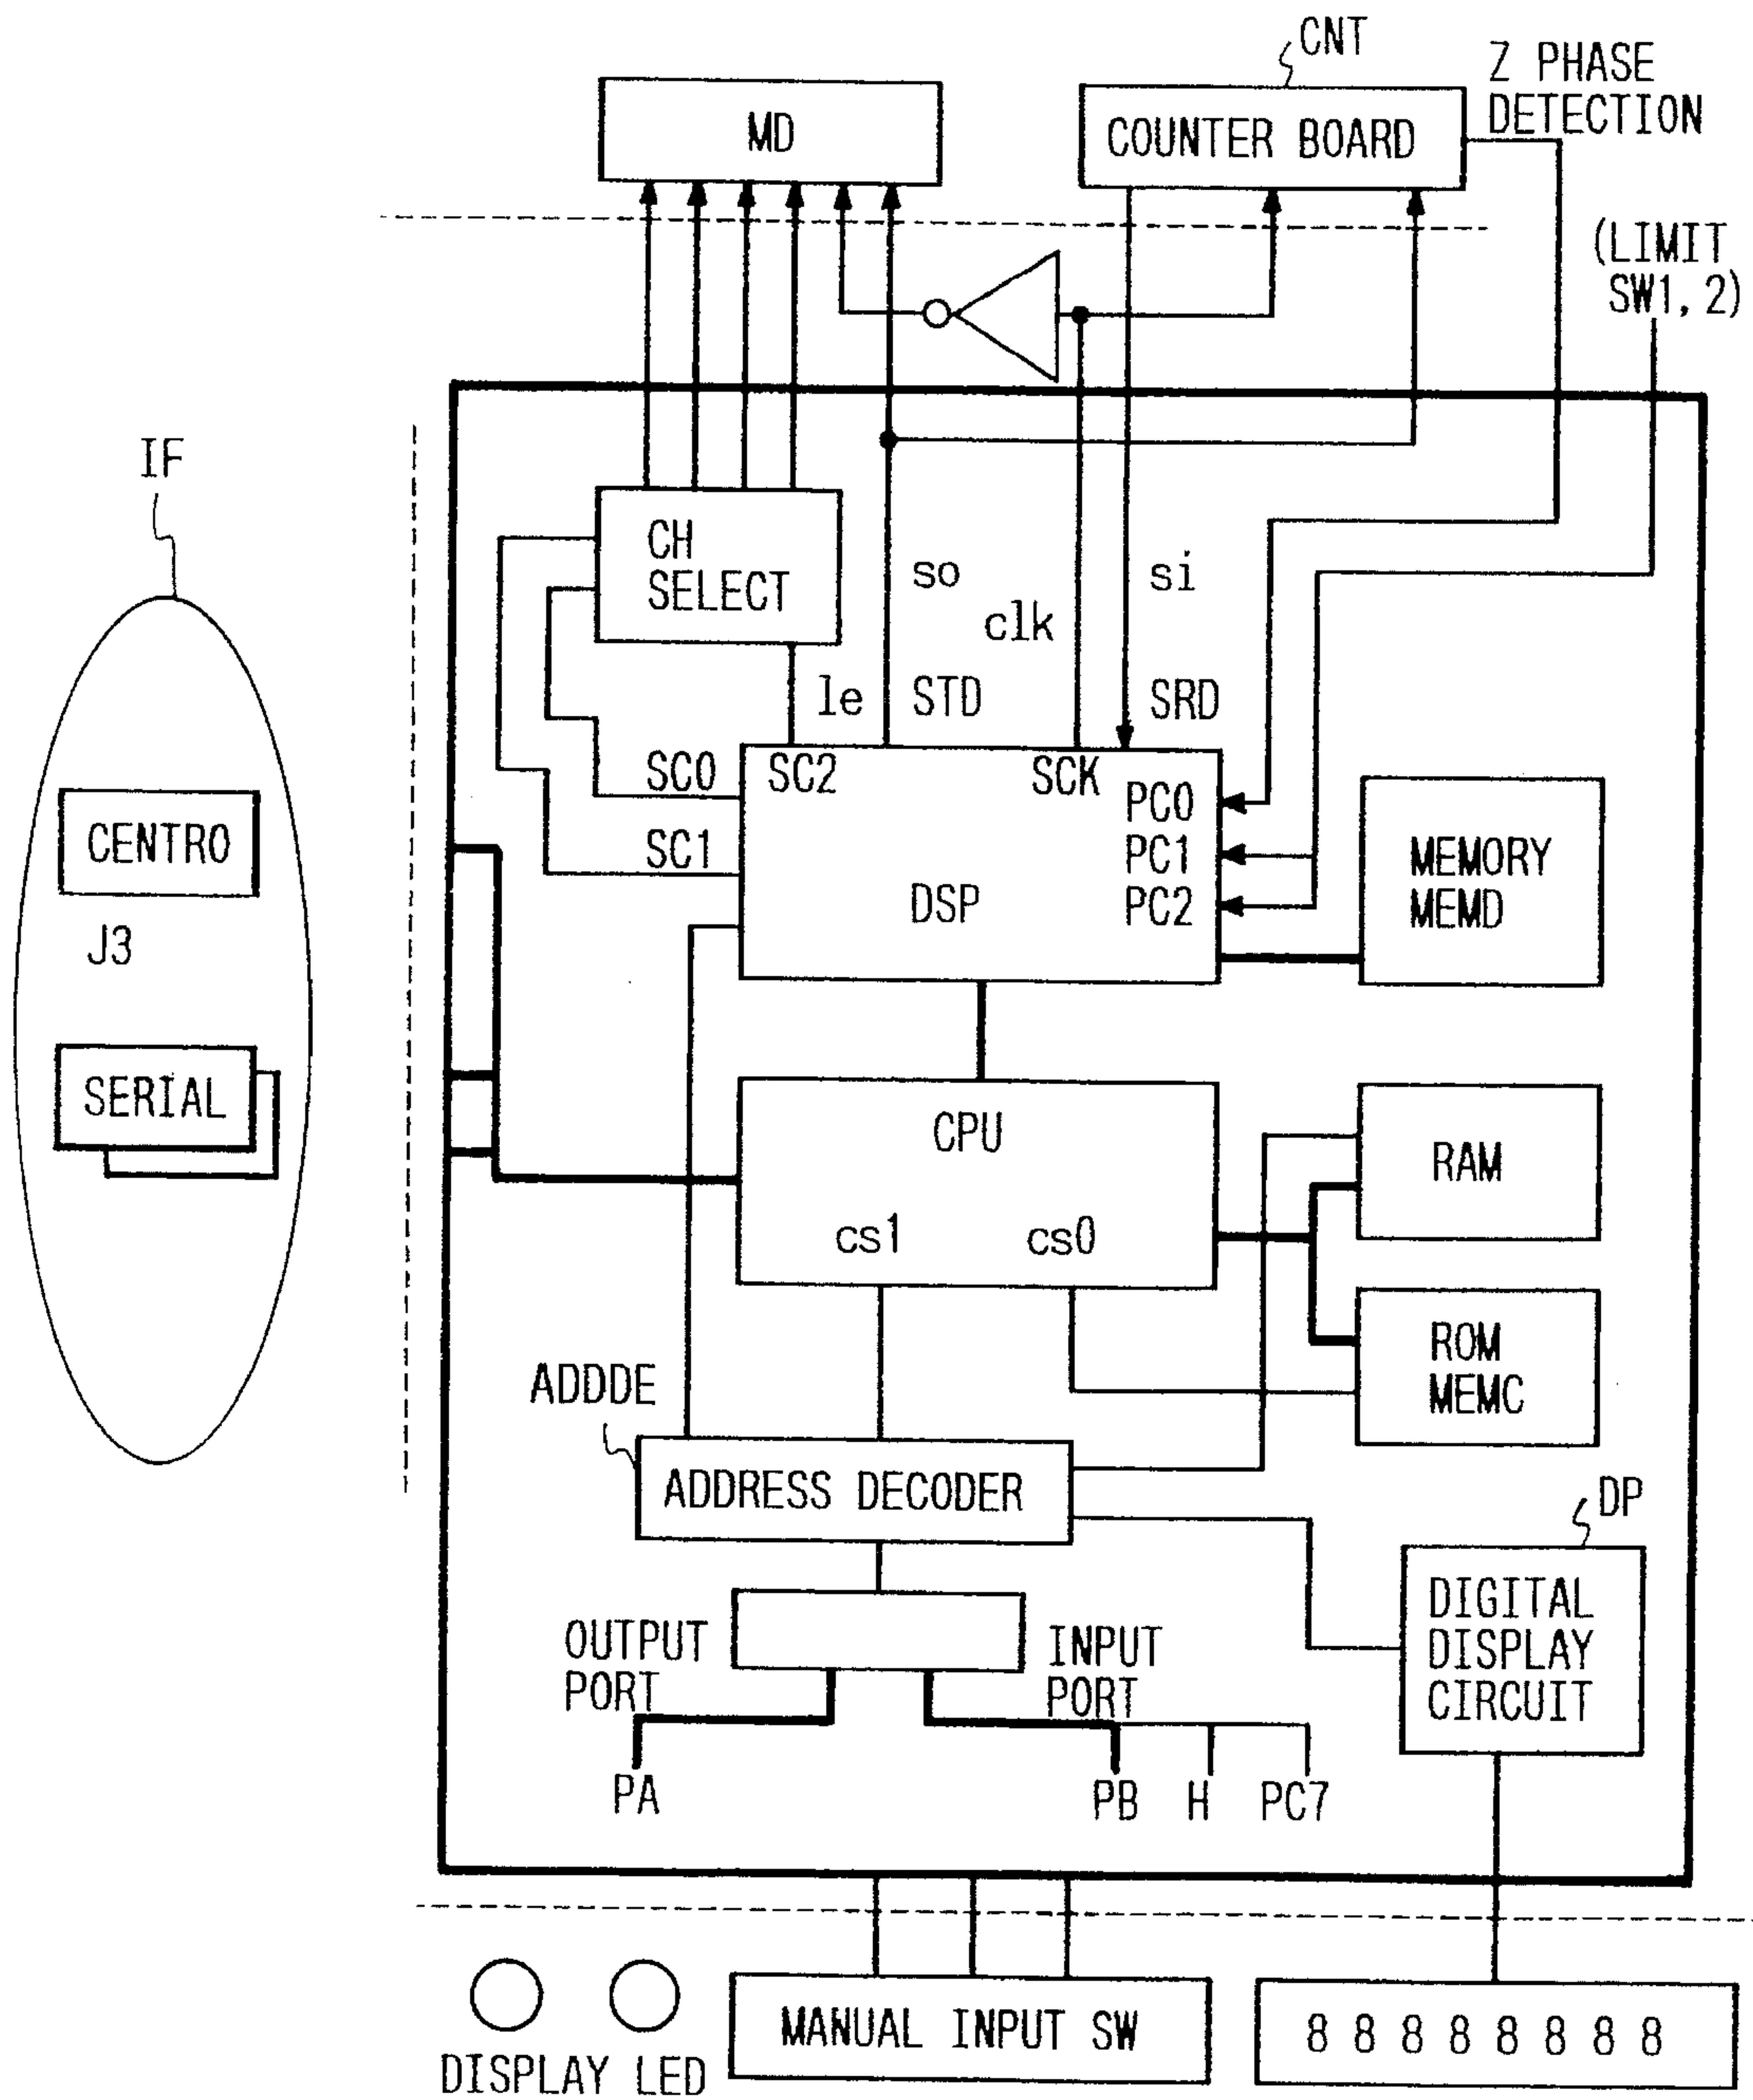 CNT
Z PHASE
DETECTION
MD
COUNTER BOARD
(LIMIT
SW1, 2)
IF
CH
SELECT
so
si
clk
le
STD
SRD
SC0
SC2
SCK
PC0
SC1
PC1
DSP
PC2
MEMORY
MEMD
CENTRO
J3
SERIAL
CPU
cs1
cs0
RAM
ROM
MEMC
ADDDE
ADDRESS DECODER
DP
OUTPUT
PORT
INPUT
PORT
DIGITAL
DISPLAY
CIRCUIT
PA
PB
H
PC7
MANUAL INPUT SW
8 8 8 8 8 8 8 8
DISPLAY LED